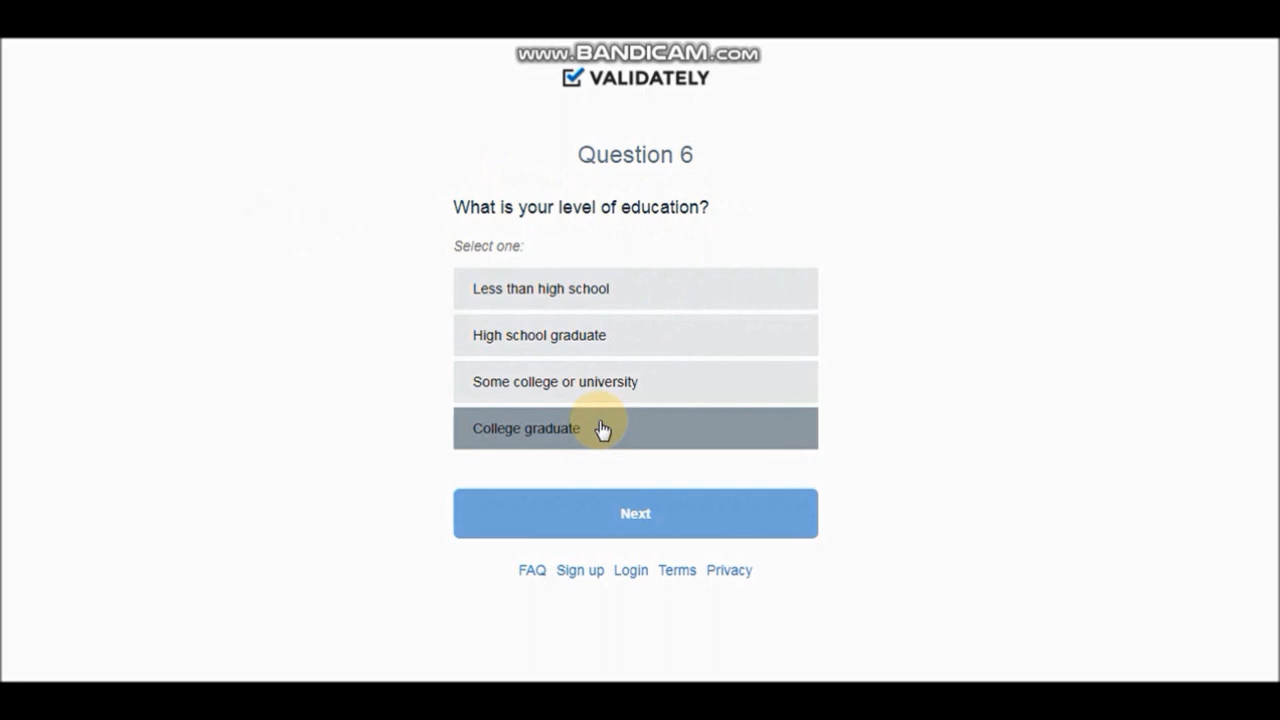 www.BANDICAM.com
VALIDATELY
Question 6
What is your level of education?
Select one:
Less than high school
High school graduate
Some college or university
College graduate
Next
FAQ Sign up Login Terms Privacy